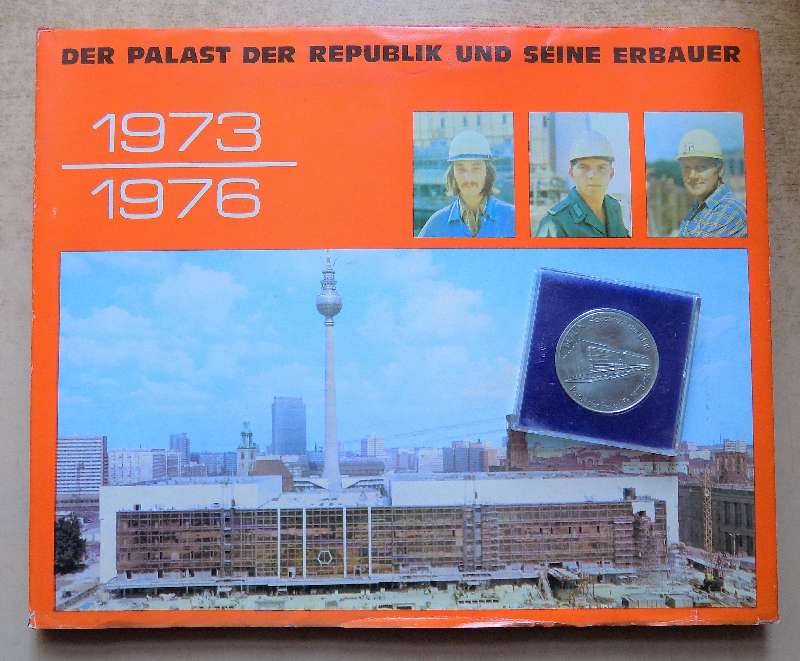 DER PALAST DER REPUBLIK UND SEINE ERBAUER
1973
1976